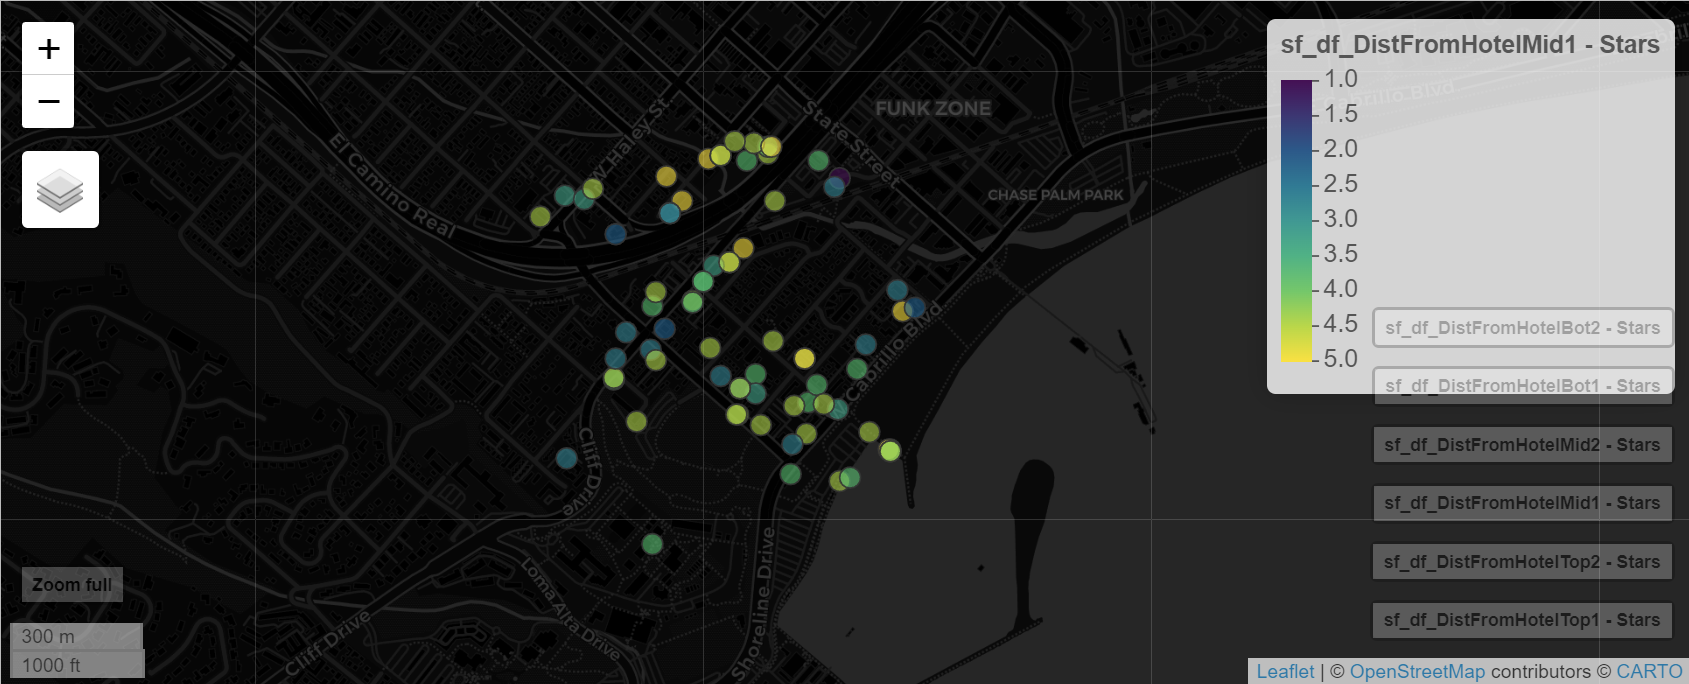 +
−
sf_df_DistFromHotelMid1 - Stars
1.0
1.5
2.0
2.5
3.0
3.5
4.0
4.5
5.0
Cabrillo Blvd
FUNK ZONE
State Street
W Haley St.
El Camino Real
CHASE PALM PARK
Cabrillo Blvd
sf_df_DistFromHotelBot2 - Stars
sf_df_DistFromHotelBot1 - Stars
sf_df_DistFromHotelMid2 - Stars
sf_df_DistFromHotelMid1 - Stars
sf_df_DistFromHotelTop2 - Stars
sf_df_DistFromHotelTop1 - Stars
Cliff Drive
Loma Alta Drive
Shoreline Drive
Cliff Drive
Zoom full
300 m
1000 ft
Leaflet | © OpenStreetMap contributors © CARTO